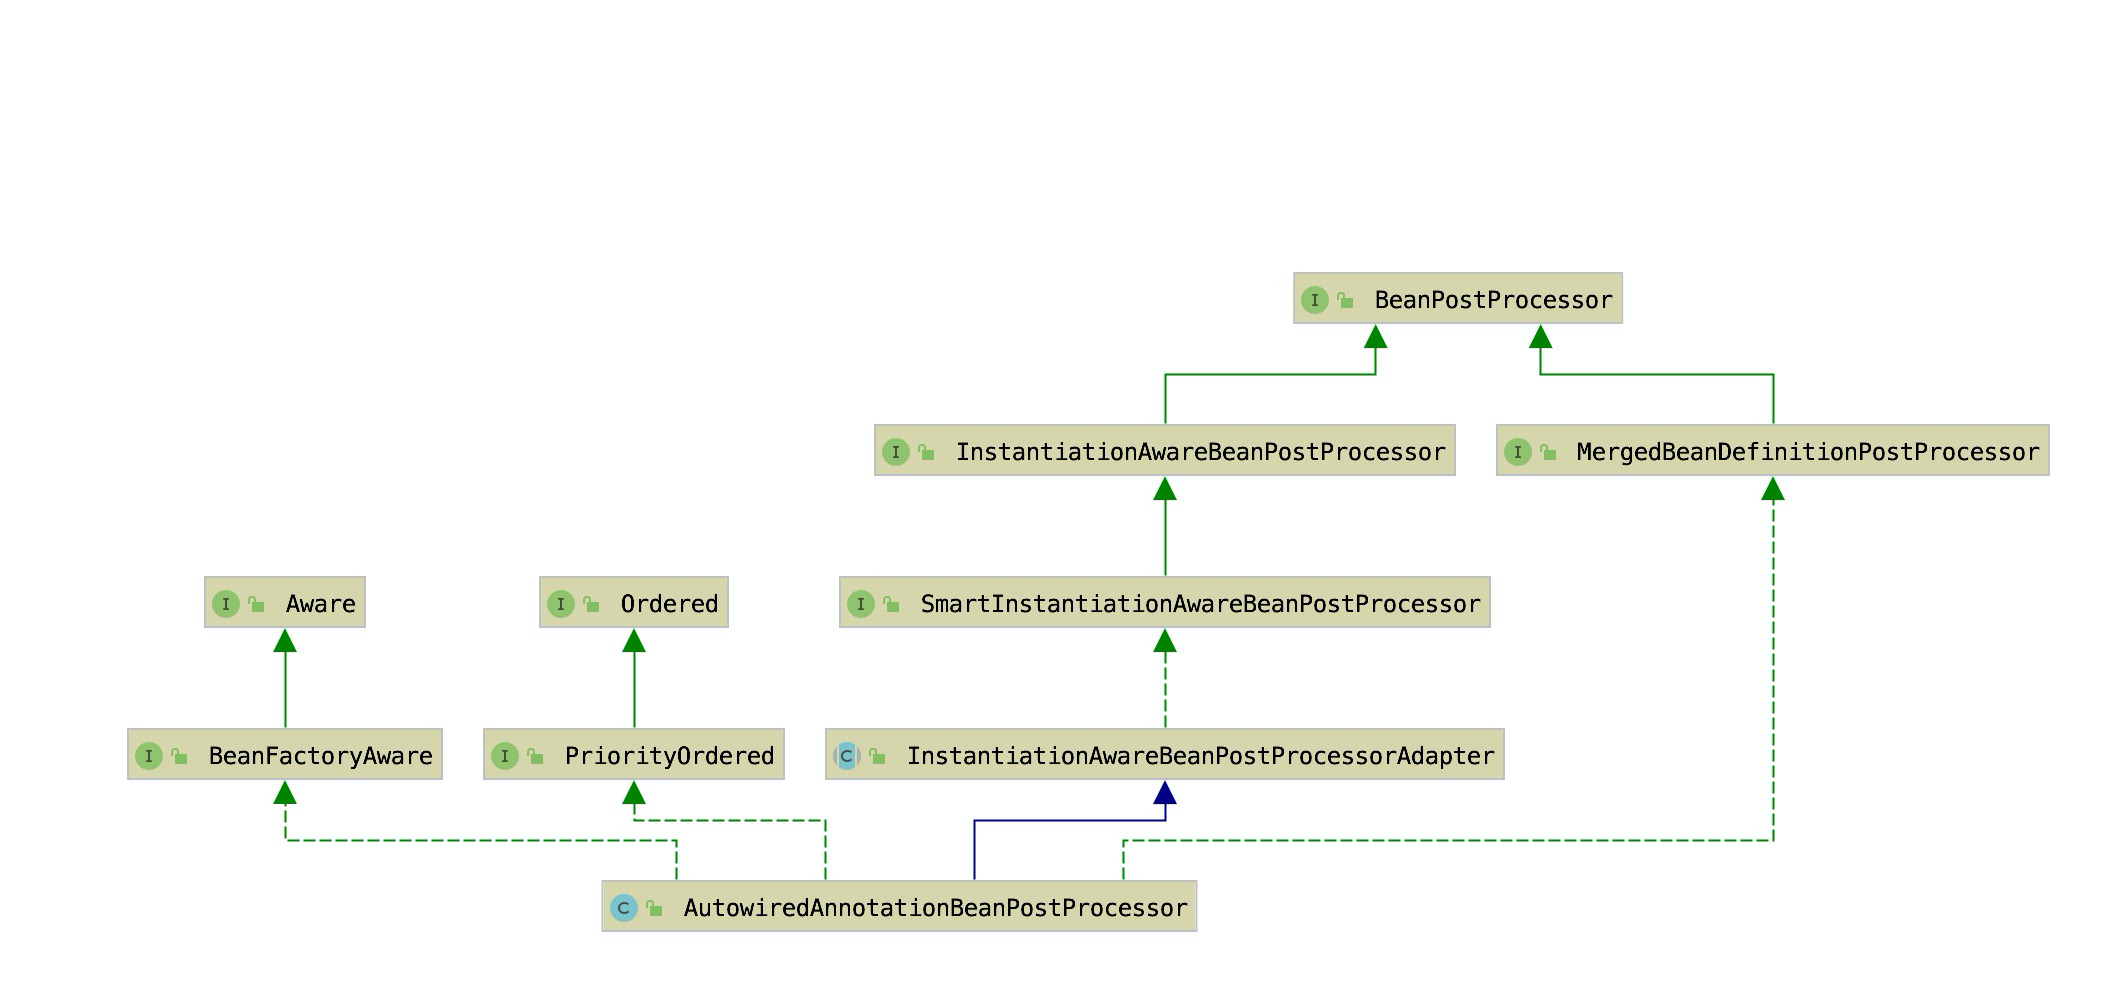 I BeanPostProcessor
I InstantiationAwareBeanPostProcessor
I MergedBeanDefinitionPostProcessor
I Aware
I Ordered
I SmartInstantiationAwareBeanPostProcessor
I BeanFactoryAware
I PriorityOrdered
C InstantiationAwareBeanPostProcessorAdapter
C AutowiredAnnotationBeanPostProcessor